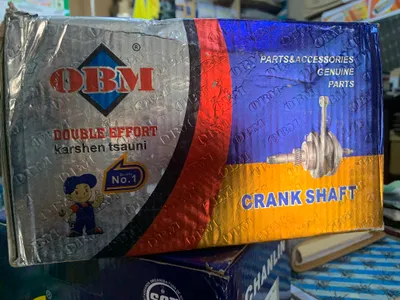 OBM
®
DOUBLE EFFORT
karshen tsauni
No.1
PARTS&ACCESSORIES
GENUINE
PARTS
CRANK SHAFT